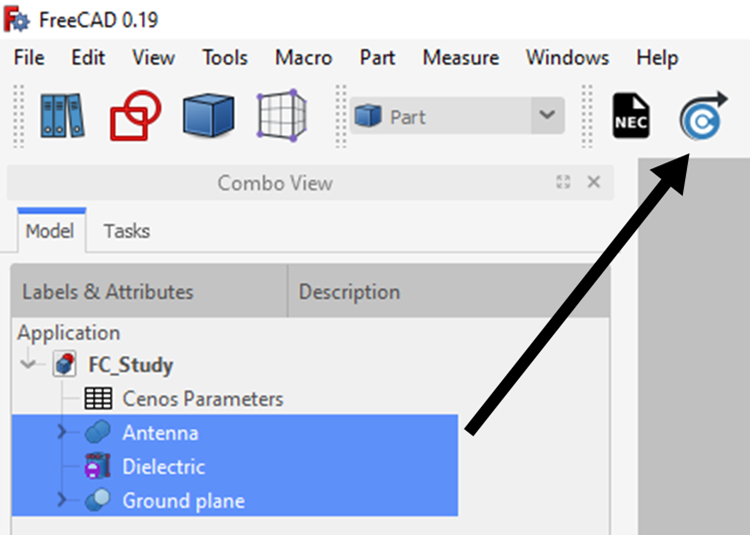 FreeCAD 0.19
File Edit View Tools Macro Part Measure Windows Help
Part NEC
Combo View
Model Tasks
Labels & Attributes Description
Application
FC_Study
Cenos Parameters
Antenna
Dielectric
Ground plane